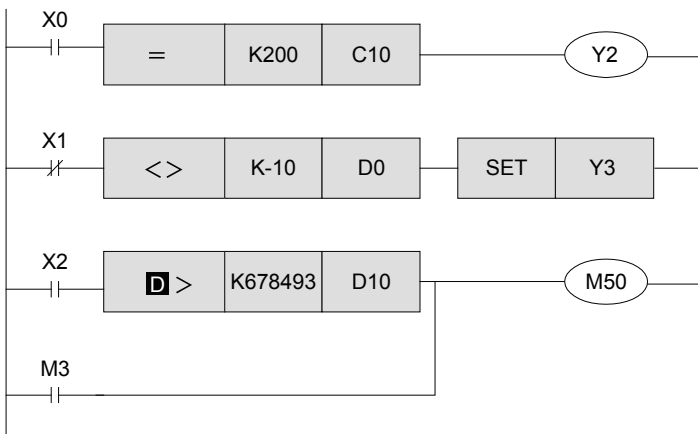 X0
= K200 C10 Y2
X1
<> K-10 D0 SET Y3
X2
D > K678493 D10 M50
M3